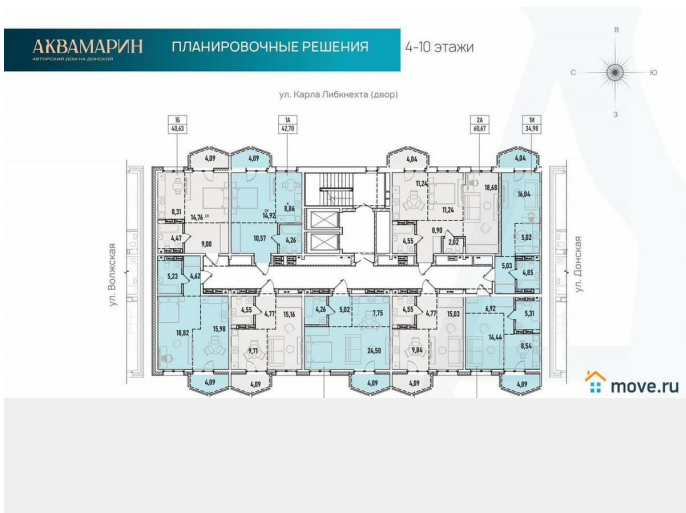 АКВАМАРИН
АВТОРСКИЙ ДОМ НА ДОНСКОЙ
ПЛАНИРОВОЧНЫЕ РЕШЕНИЯ
4-10 этажи
В
С Ю
З
ул. Карла Либкнехта (двор)
1Б 1А 2А 1И
40,63 42,70 60,67 34,98
4,09 4,09 4,04 4,04
8,31 14,76 14,92 8,86 11,24 11,24 18,68 16,04
4,47 9,00 10,57 4,26 4,55 8,90 2,02 5,02
5,23 4,62 5,03 4,85
ул. Волжская
ул. Донская
4,55 4,77 15,16 4,26 5,02 7,75 4,55 4,77 15,03 6,92 5,31
18,82 15,98 9,71 24,50 9,84 14,44 8,54
4,09 4,09 4,09 4,09 4,09
move.ru